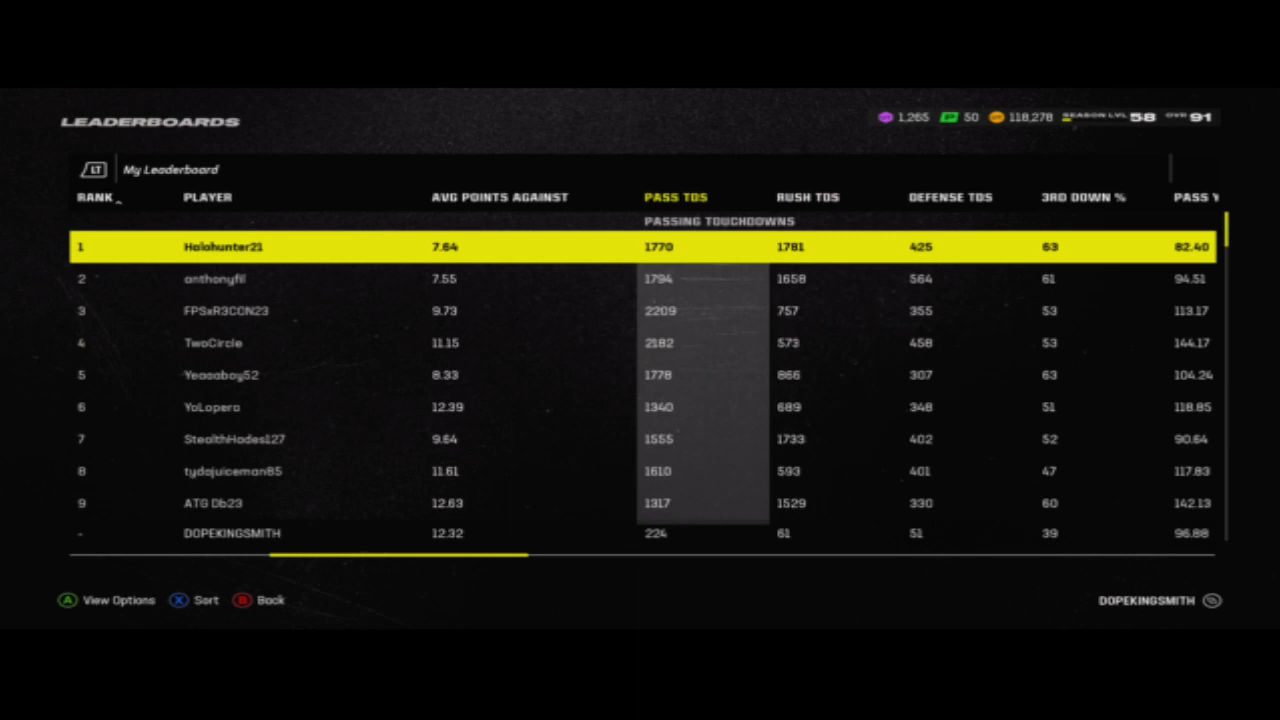 LEADERBOARDS 1,265 50 118,278 SEASON LVL 58 OVR 91
LT My Leaderboard
RANK PLAYER AVG POINTS AGAINST PASS TDS RUSH TDS DEFENSE TDS 3RD DOWN % PASS Y
PASSING TOUCHDOWNS
1 Halohunter21 7.64 1770 1781 425 63 82.40
2 anthonyfil 7.55 1794 1658 564 61 94.51
3 FPSxR3CON23 9.73 2209 757 355 53 113.17
4 TwoCircle 11.15 2182 573 458 53 144.17
5 8.33 1778 866 307 63 104.24
6 YoLopera 12.39 1340 689 348 51 118.85
7 StealthHades127 9.64 1555 1733 402 52 90.64
8 tydajuiceman85 11.61 1610 593 401 47 117.83
9 ATG Db23 12.63 1317 1529 330 60 142.13
- DOPEKINGSMITH 12.32 224 61 51 39 96.88
A View Options X Sort B Back DOPEKINGSMITH